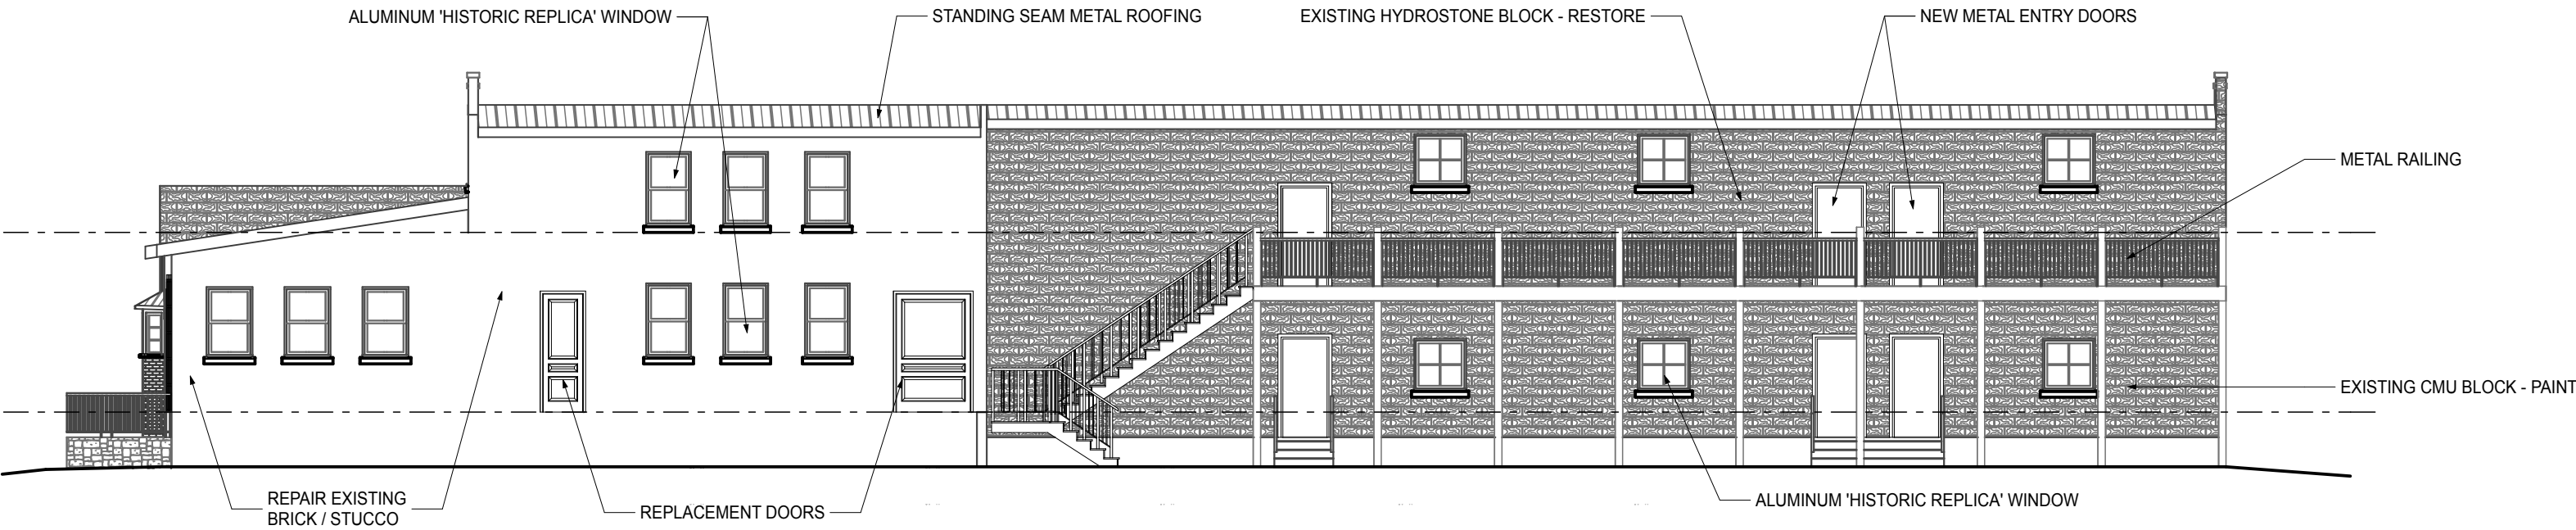 ALUMINUM 'HISTORIC REPLICA' WINDOW
STANDING SEAM METAL ROOFING
EXISTING HYDROSTONE BLOCK - RESTORE
NEW METAL ENTRY DOORS
METAL RAILING
EXISTING CMU BLOCK - PAINT
REPAIR EXISTING
BRICK / STUCCO
REPLACEMENT DOORS
ALUMINUM 'HISTORIC REPLICA' WINDOW